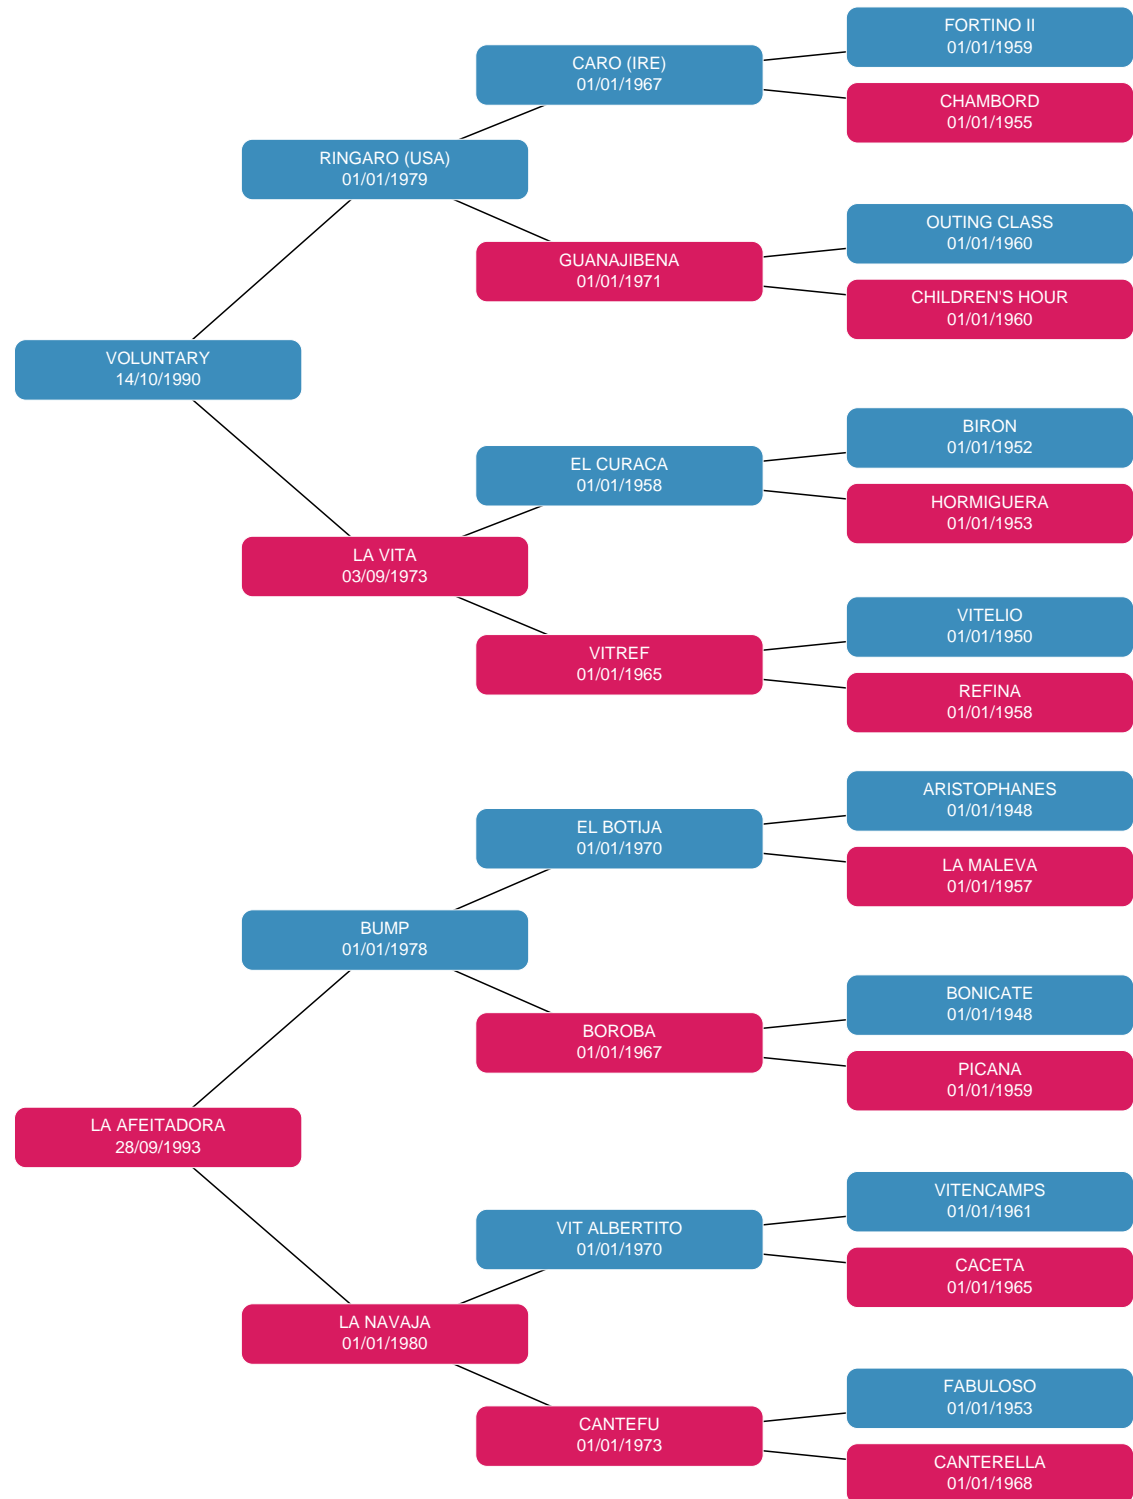 FORTINO II
01/01/1959
CARO (IRE)
01/01/1967
CHAMBORD
01/01/1955
RINGARO (USA)
01/01/1979
OUTING CLASS
01/01/1960
GUANAJIBENA
01/01/1971
CHILDREN'S HOUR
01/01/1960
VOLUNTARY
14/10/1990
BIRON
01/01/1952
EL CURACA
01/01/1958
HORMIGUERA
01/01/1953
LA VITA
03/09/1973
VITELIO
01/01/1950
VITREF
01/01/1965
REFINA
01/01/1958
ARISTOPHANES
01/01/1948
EL BOTIJA
01/01/1970
LA MALEVA
01/01/1957
BUMP
01/01/1978
BONICATE
01/01/1948
BOROBA
01/01/1967
PICANA
01/01/1959
LA AFEITADORA
28/09/1993
VITENCAMPS
01/01/1961
VIT ALBERTITO
01/01/1970
CACETA
01/01/1965
LA NAVAJA
01/01/1980
FABULOSO
01/01/1953
CANTEFU
01/01/1973
CANTERELLA
01/01/1968